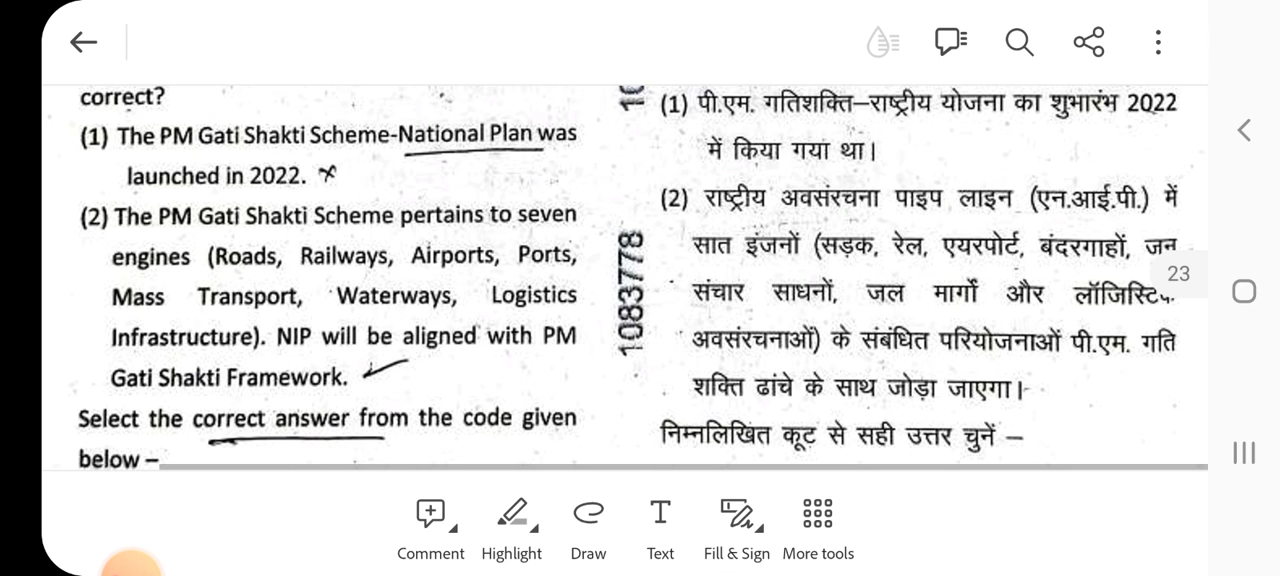 correct?
(1) The PM Gati Shakti Scheme-National Plan was
launched in 2022.
(2) The PM Gati Shakti Scheme pertains to seven
engines (Roads, Railways, Airports, Ports,
Mass Transport, Waterways, Logistics
Infrastructure). NIP will be aligned with PM
Gati Shakti Framework.
Select the correct answer from the code given
below –
1083778
(1) पी.एम. गतिशक्ति–राष्ट्रीय योजना का शुभारंभ 2022
में किया गया था।
(2) राष्ट्रीय अवसंरचना पाइप लाइन (एन.आई.पी.) में
सात इंजनों (सड़क, रेल, एयरपोर्ट, बंदरगाहों, जन
संचार साधनों, जल मार्गों और
अवसंरचनाओं) के संबंधित परियोजनाओं पी.एम. गति
शक्ति ढांचे के साथ जोड़ा जाएगा।
निम्नलिखित कूट से सही उत्तर चुनें –
23
Comment Highlight Draw Text Fill & Sign More tools